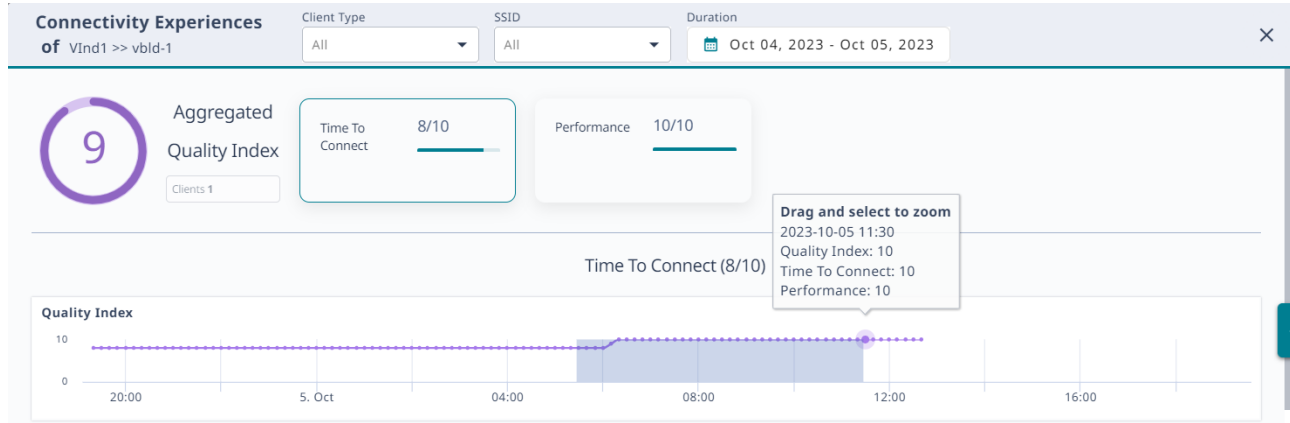 Connectivity Experiences
of VInd1 >> vbld-1
Client Type
All
SSID
All
Duration
Oct 04, 2023 - Oct 05, 2023
9
Aggregated
Quality Index
Clients 1
Time To
Connect
8/10
Performance
10/10
Time To Connect (8/10)
Drag and select to zoom
2023-10-05 11:30
Quality Index: 10
Time To Connect: 10
Performance: 10
Quality Index
10
0
20:00
5. Oct
04:00
08:00
12:00
16:00